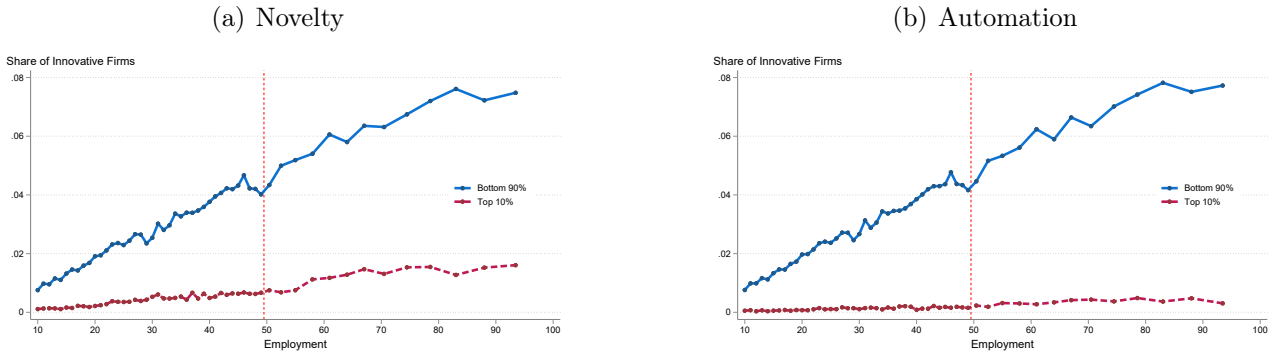 (a) Novelty
Share of Innovative Firms
.08
.06
.04
.02
0
Bottom 90%
Top 10%
10 20 30 40 50 60 70 80 90 100
Employment
(b) Automation
Share of Innovative Firms
.08
.06
.04
.02
0
Bottom 90%
Top 10%
10 20 30 40 50 60 70 80 90 100
Employment